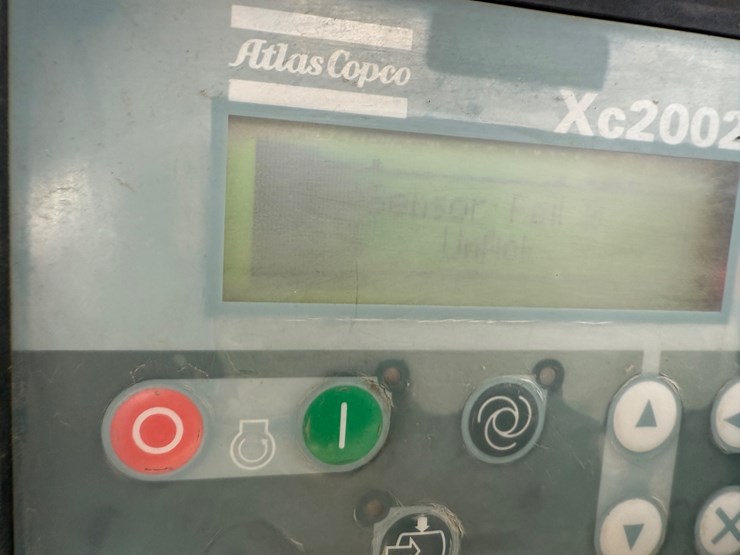 Atlas Copco
Xc2002
Sensor Fail